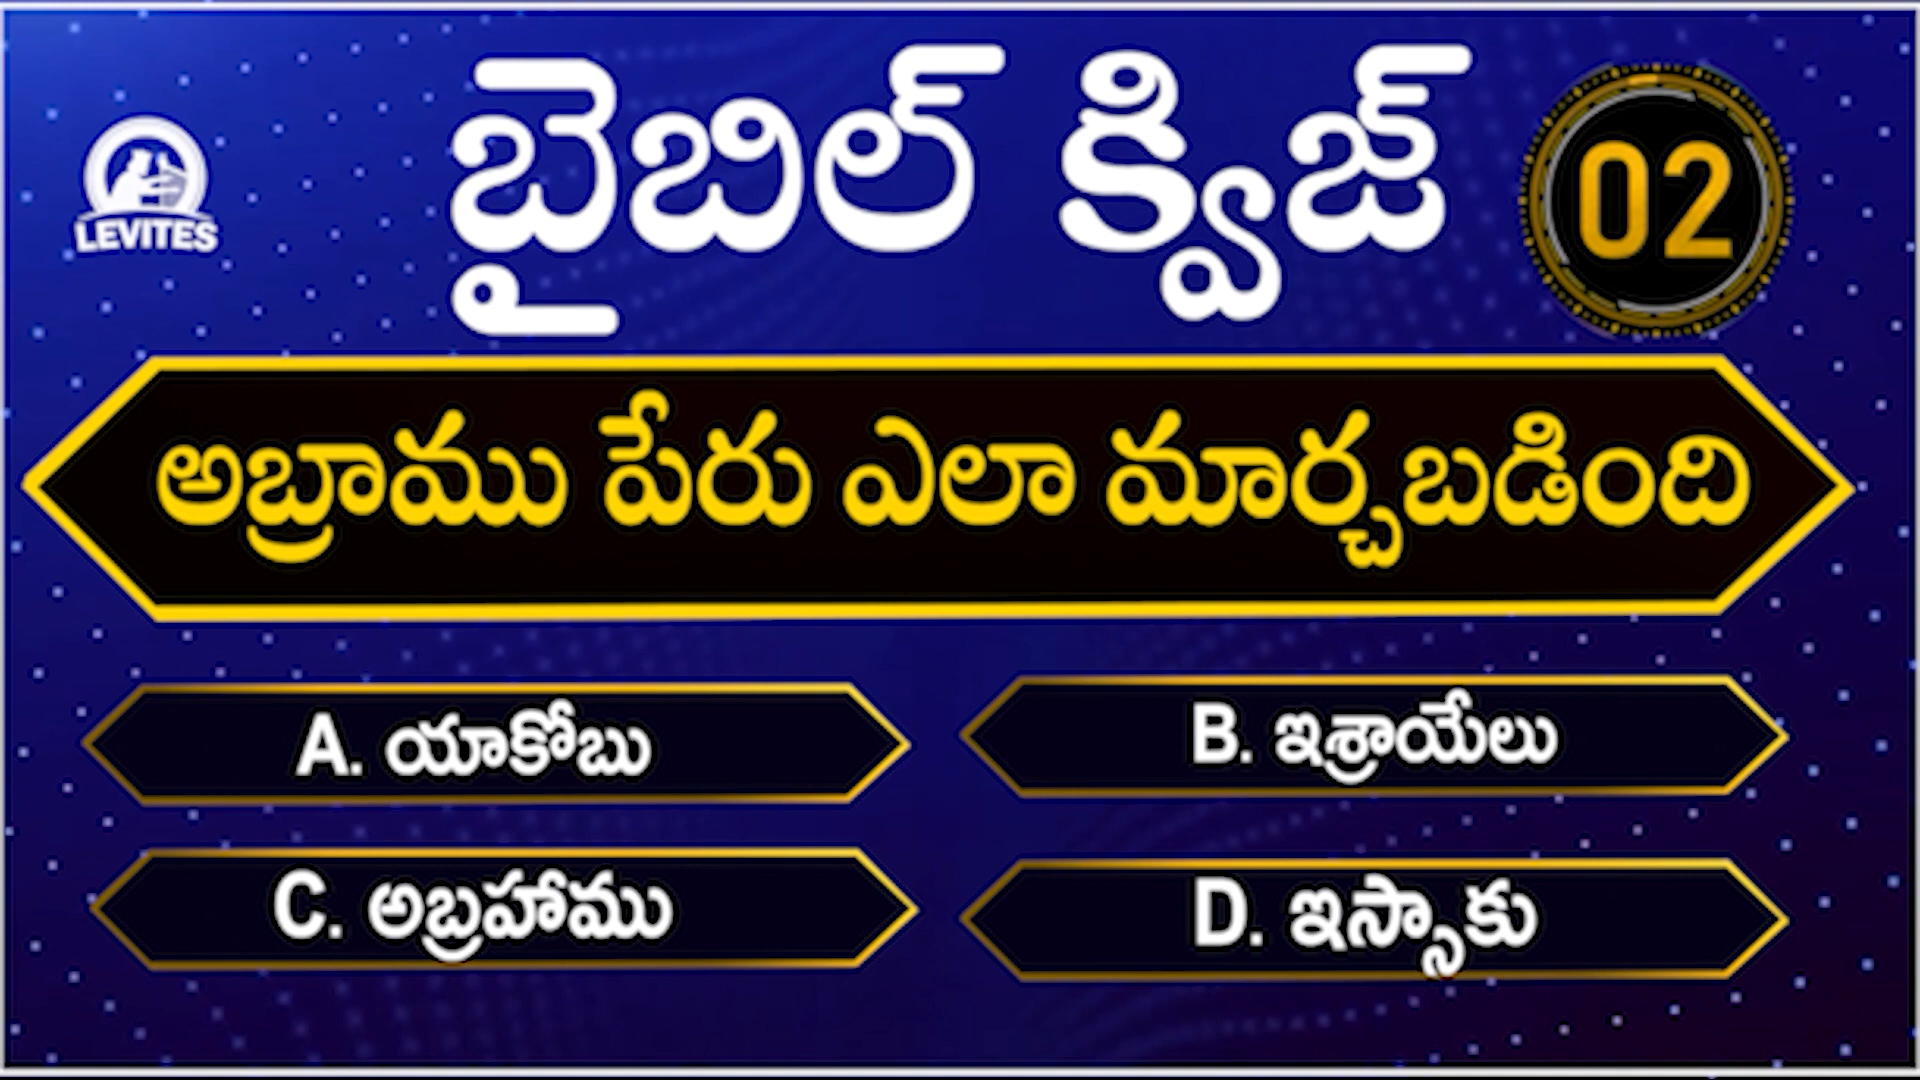 బైబిల్ క్విజ్
02
LEVITES
అబ్రాము పేరు ఎలా మార్చబడింది
A. యాకోబు
B. ఇశ్రాయేలు
C. అబ్రహాము
D. ఇస్సాకు